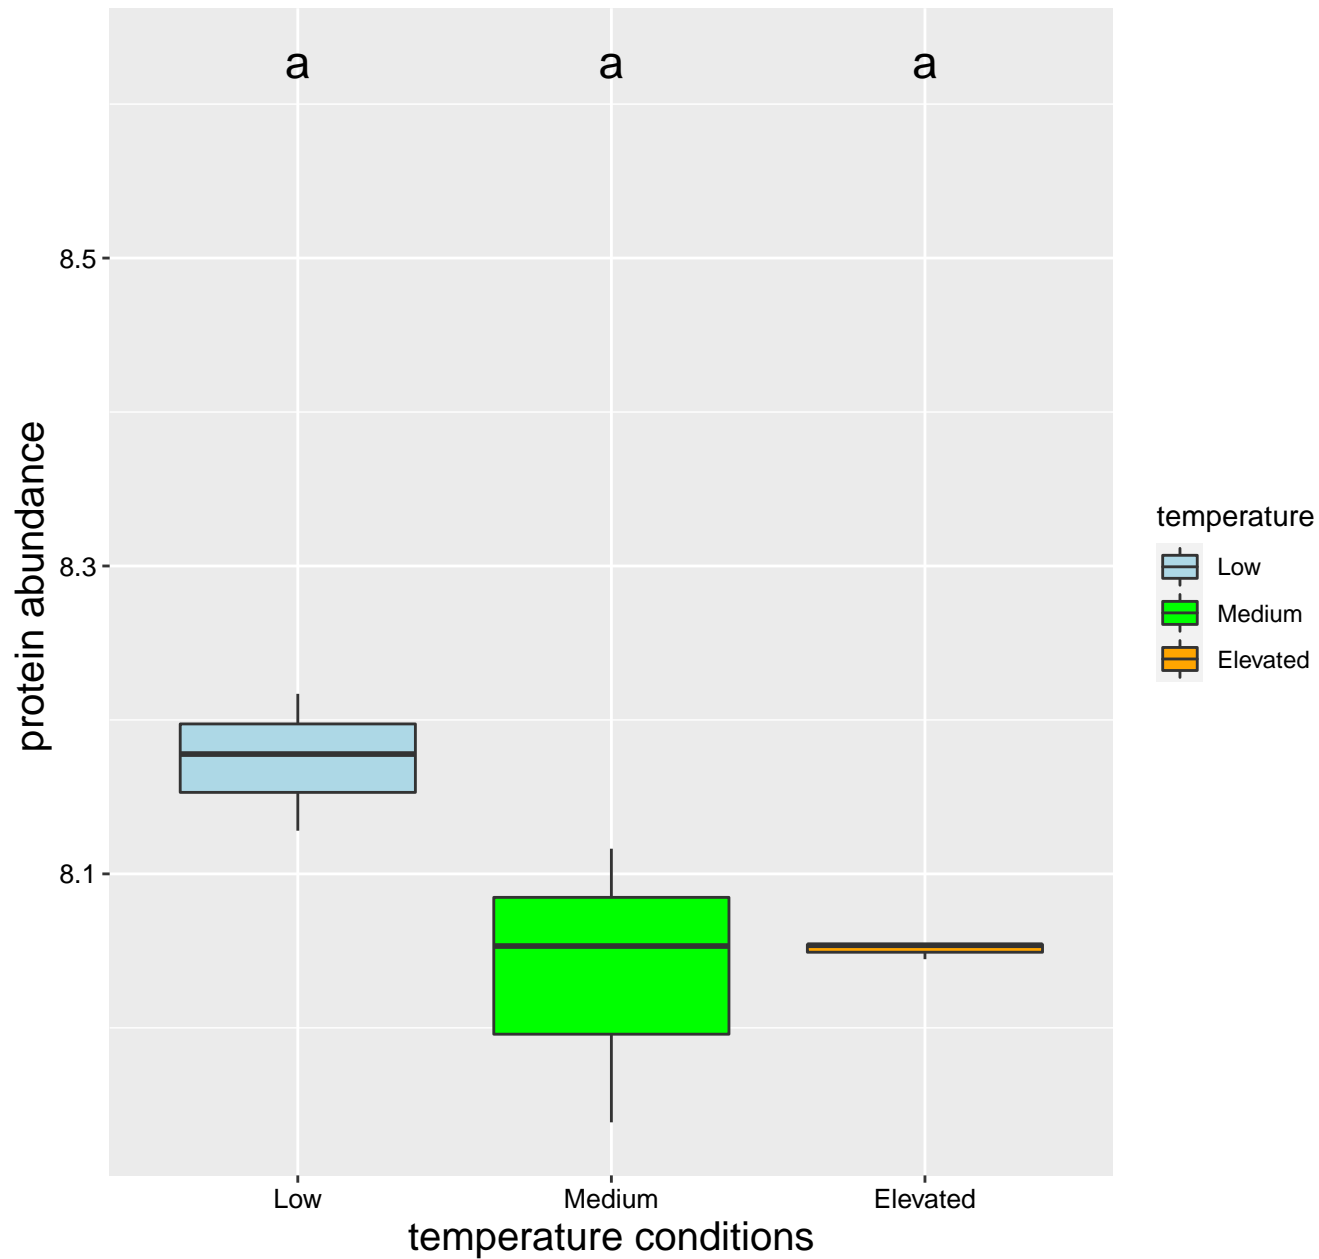 a a a
8.5
8.3
8.1
protein abundance
Low Medium Elevated
temperature conditions
temperature
Low
Medium
Elevated